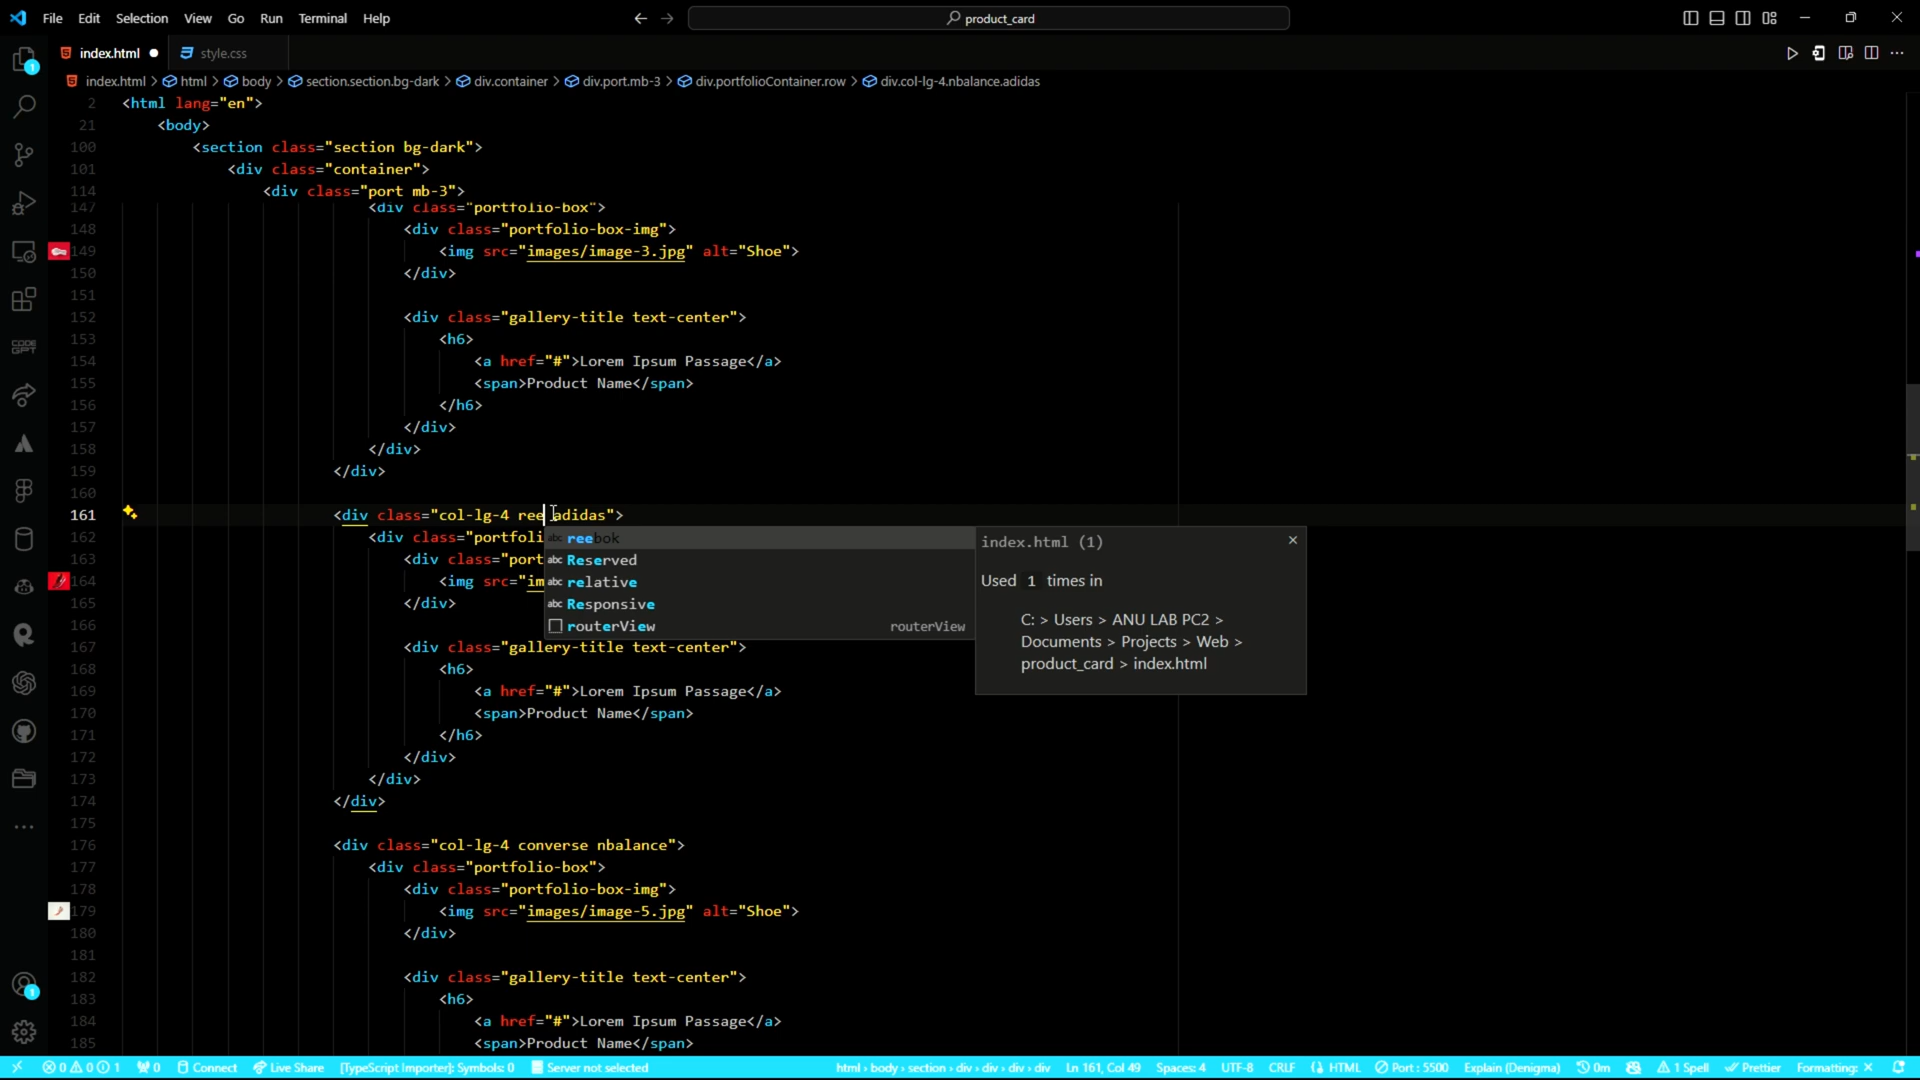 File Edit Selection View Go Run Terminal Help
product_card
index.html
style.css
index.html > html > body > section.section.bg-dark > div.container > div.port.mb-3 > div.portfolioContainer.row > div.col-lg-4.nbalance.adidas
2 <html lang="en">
21 <body>
100 <section class="section bg-dark">
101 <div class="container">
114 <div class="port mb-3">
147 <div class="portfolio-box">
148 <div class="portfolio-box-img">
149 <img src="images/image-3.jpg" alt="Shoe">
150 </div>
151
152 <div class="gallery-title text-center">
153 <h6>
154 <a href="#">Lorem Ipsum Passage</a>
155 <span>Product Name</span>
156 </h6>
157 </div>
158 </div>
159 </div>
160
161 <div class="col-lg-4 ree adidas">
162 <div class="portfoli
163 <div class="port
164 <img src="im
165 </div>
166
reebok
Reserved
relative
Responsive
routerView routerView
index.html (1)
Used 1 times in
C: > Users > ANU LAB PC2 >
Documents > Projects > Web >
product_card > index.html
167 <div class="gallery-title text-center">
168 <h6>
169 <a href="#">Lorem Ipsum Passage</a>
170 <span>Product Name</span>
171 </h6>
172 </div>
173 </div>
174 </div>
175
176 <div class="col-lg-4 converse nbalance">
177 <div class="portfolio-box">
178 <div class="portfolio-box-img">
179 <img src="images/image-5.jpg" alt="Shoe">
180 </div>
181
182 <div class="gallery-title text-center">
183 <h6>
184 <a href="#">Lorem Ipsum Passage</a>
185 <span>Product Name</span>
CODE
GPT
1
1
0 0 1 0 Connect Live Share [TypeScript Importer]: Symbols: 0 Server not selected html › body › section › div › div › div › div Ln 161, Col 49 Spaces: 4 UTF-8 CRLF HTML Port : 5500 Explain (Denigma) 0m 1 Spell Prettier Formatting: ×